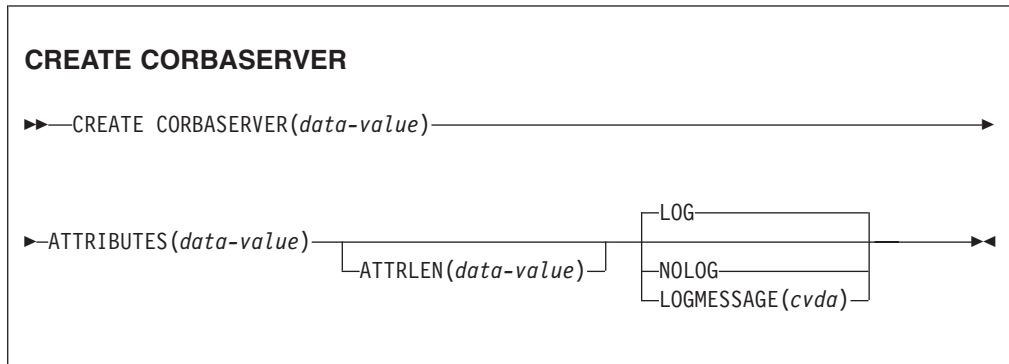 CREATE CORBASERVER
CREATE CORBASERVER(data-value)
LOG
ATTRIBUTES(data-value)
ATTRLEN(data-value)
NOLOG
LOGMESSAGE(cvda)